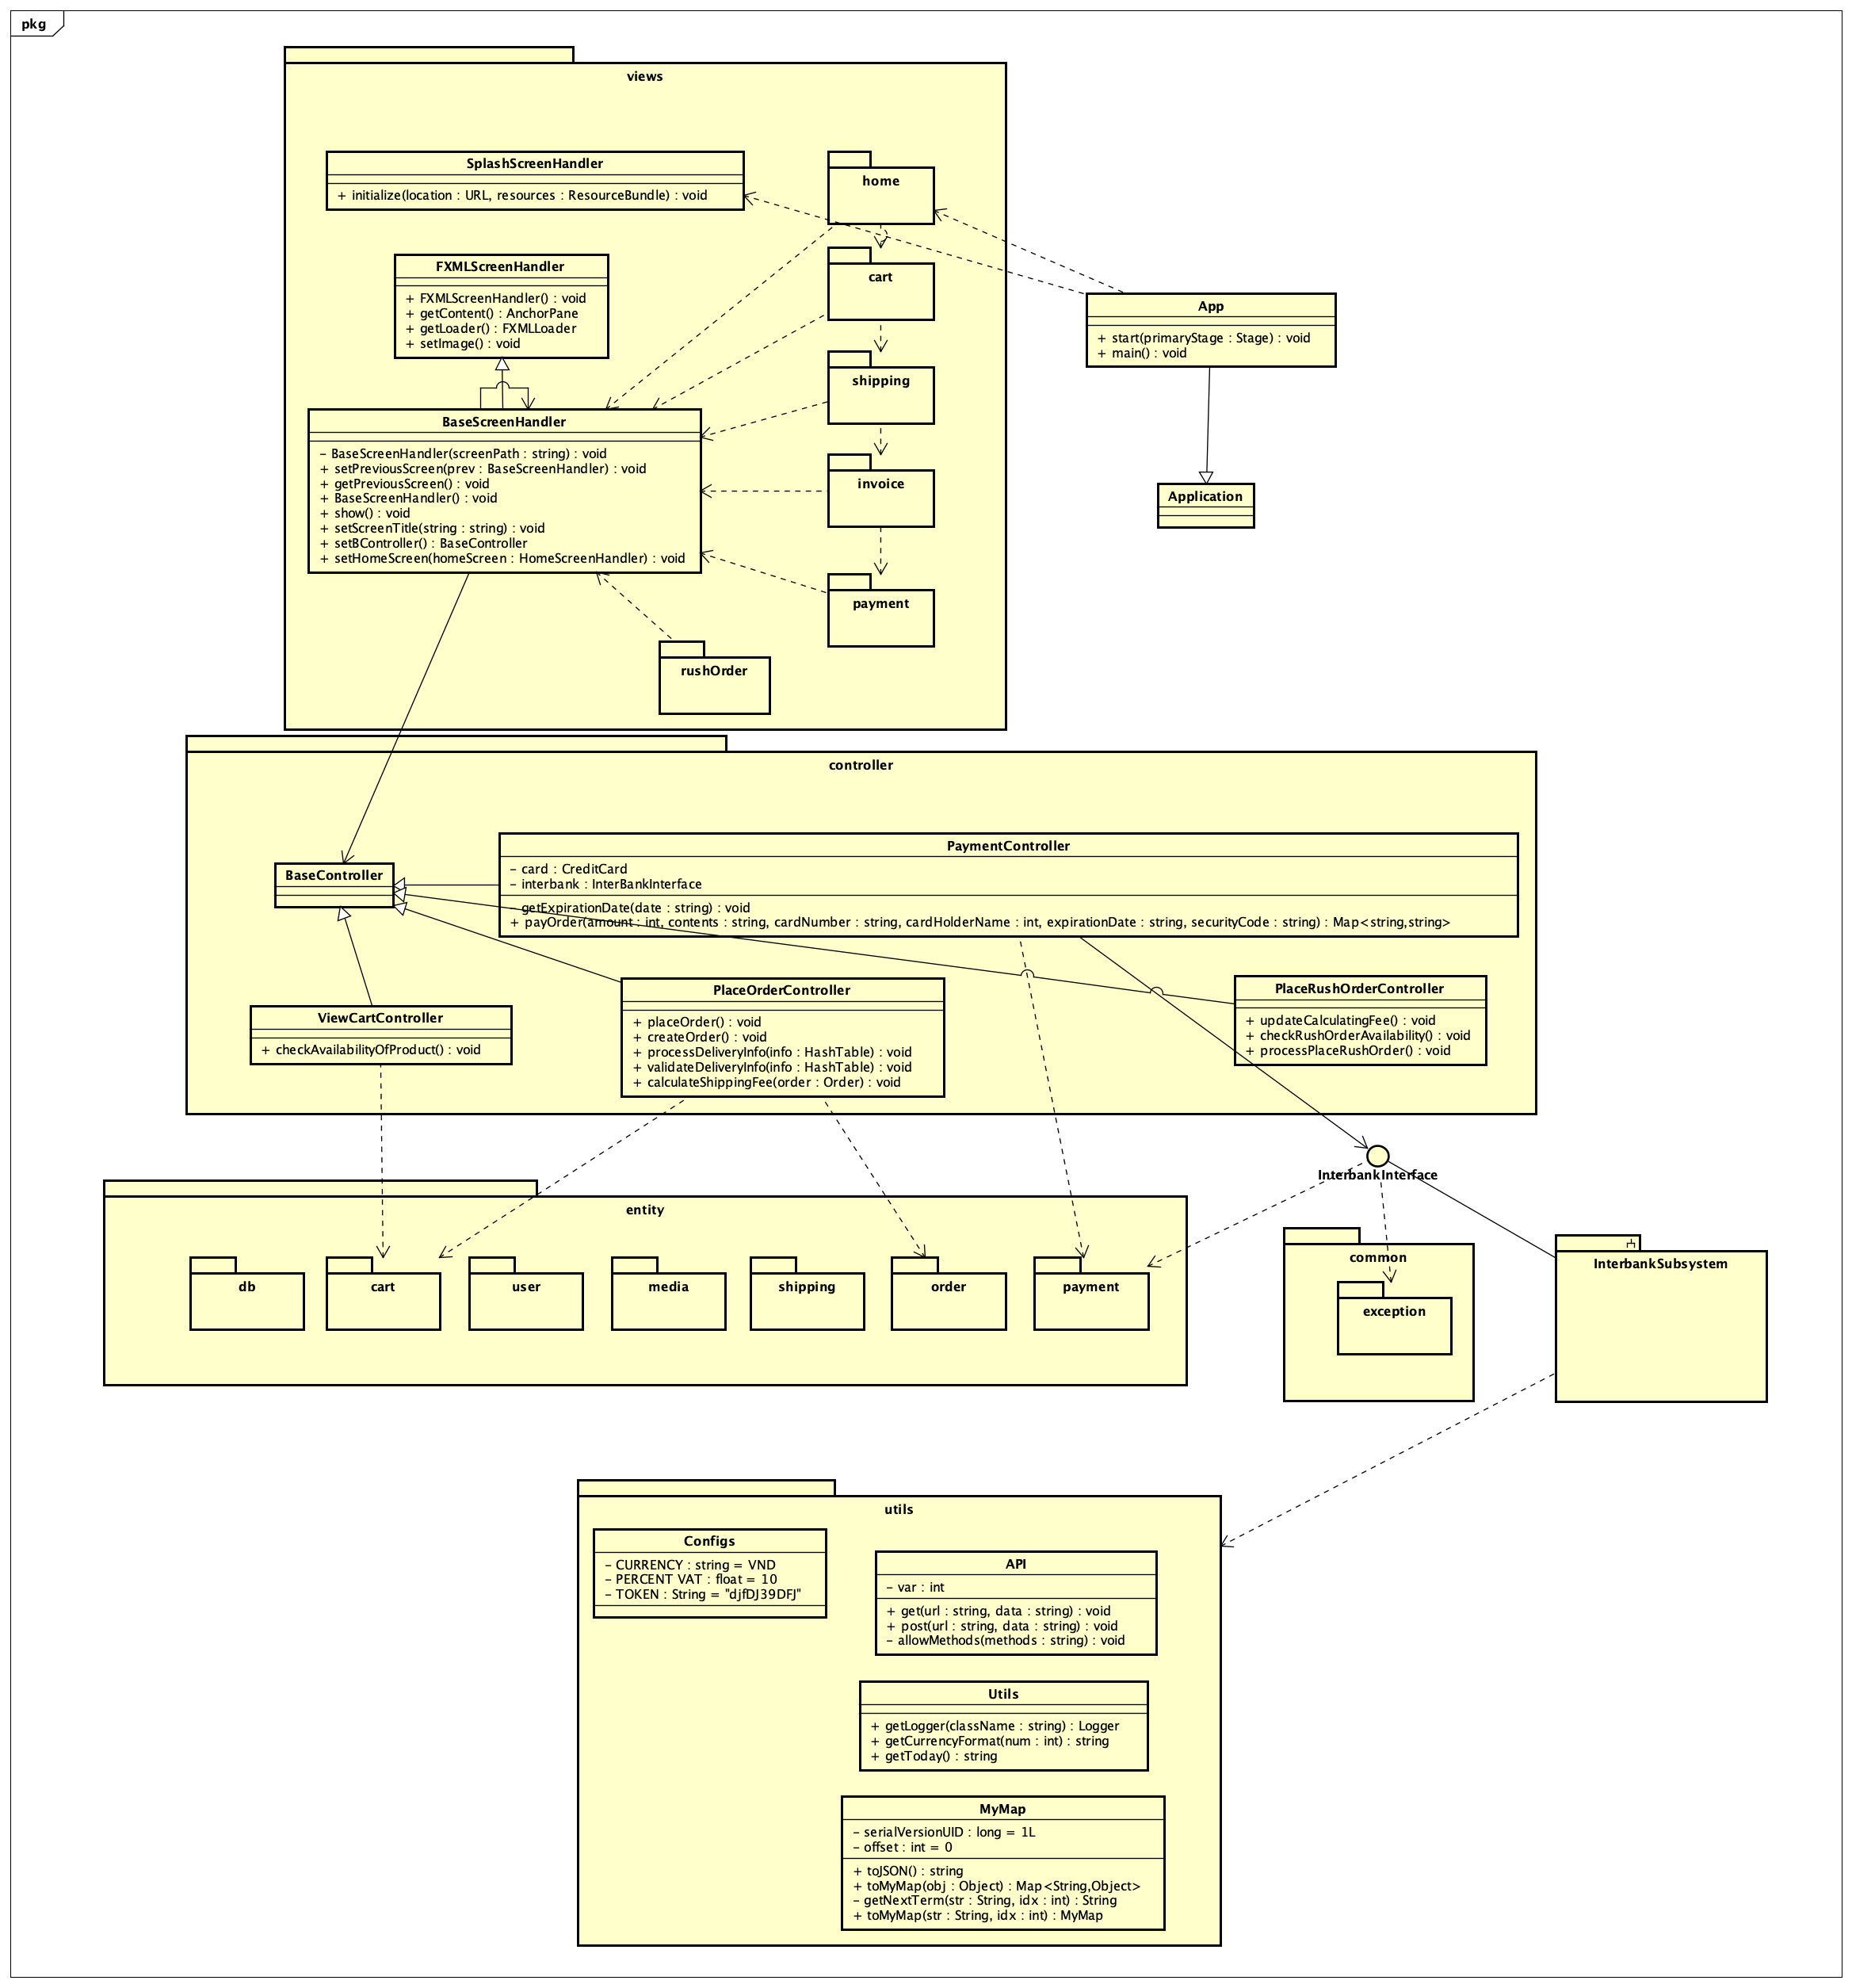 pkg
views
SplashScreenHandler
+ initialize(location : URL, resources : ResourceBundle) : void
home
FXMLScreenHandler
+ FXMLScreenHandler() : void
+ getContent() : AnchorPane
+ getLoader() : FXMLLoader
+ setImage() : void
cart
App
+ start(primaryStage : Stage) : void
+ main() : void
shipping
BaseScreenHandler
– BaseScreenHandler(screenPath : string) : void
+ setPreviousScreen(prev : BaseScreenHandler) : void
+ getPreviousScreen() : void
+ BaseScreenHandler() : void
+ show() : void
+ setScreenTitle(string : string) : void
+ setBController() : BaseController
+ setHomeScreen(homeScreen : HomeScreenHandler) : void
invoice
Application
payment
rushOrder
controller
PaymentController
– card : CreditCard
– interbank : InterBankInterface
– getExpirationDate(date : string) : void
+ payOrder(amount : int, contents : string, cardNumber : string, cardHolderName : int, expirationDate : string, securityCode : string) : Map<string,string>
BaseController
ViewCartController
+ checkAvailabilityOfProduct() : void
PlaceOrderController
+ placeOrder() : void
+ createOrder() : void
+ processDeliveryInfo(info : HashTable) : void
+ validateDeliveryInfo(info : HashTable) : void
+ calculateShippingFee(order : Order) : void
PlaceRushOrderController
+ updateCalculatingFee() : void
+ checkRushOrderAvailability() : void
+ processPlaceRushOrder() : void
InterbankInterface
entity
db
cart
user
media
shipping
order
payment
common
exception
InterbankSubsystem
utils
Configs
– CURRENCY : string = VND
– PERCENT VAT : float = 10
– TOKEN : String = "djfDJ39DFJ"
API
– var : int
+ get(url : string, data : string) : void
+ post(url : string, data : string) : void
– allowMethods(methods : string) : void
Utils
+ getLogger(className : string) : Logger
+ getCurrencyFormat(num : int) : string
+ getToday() : string
MyMap
– serialVersionUID : long = 1L
– offset : int = 0
+ toJSON() : string
+ toMyMap(obj : Object) : Map<String,Object>
– getNextTerm(str : String, idx : int) : String
+ toMyMap(str : String, idx : int) : MyMap